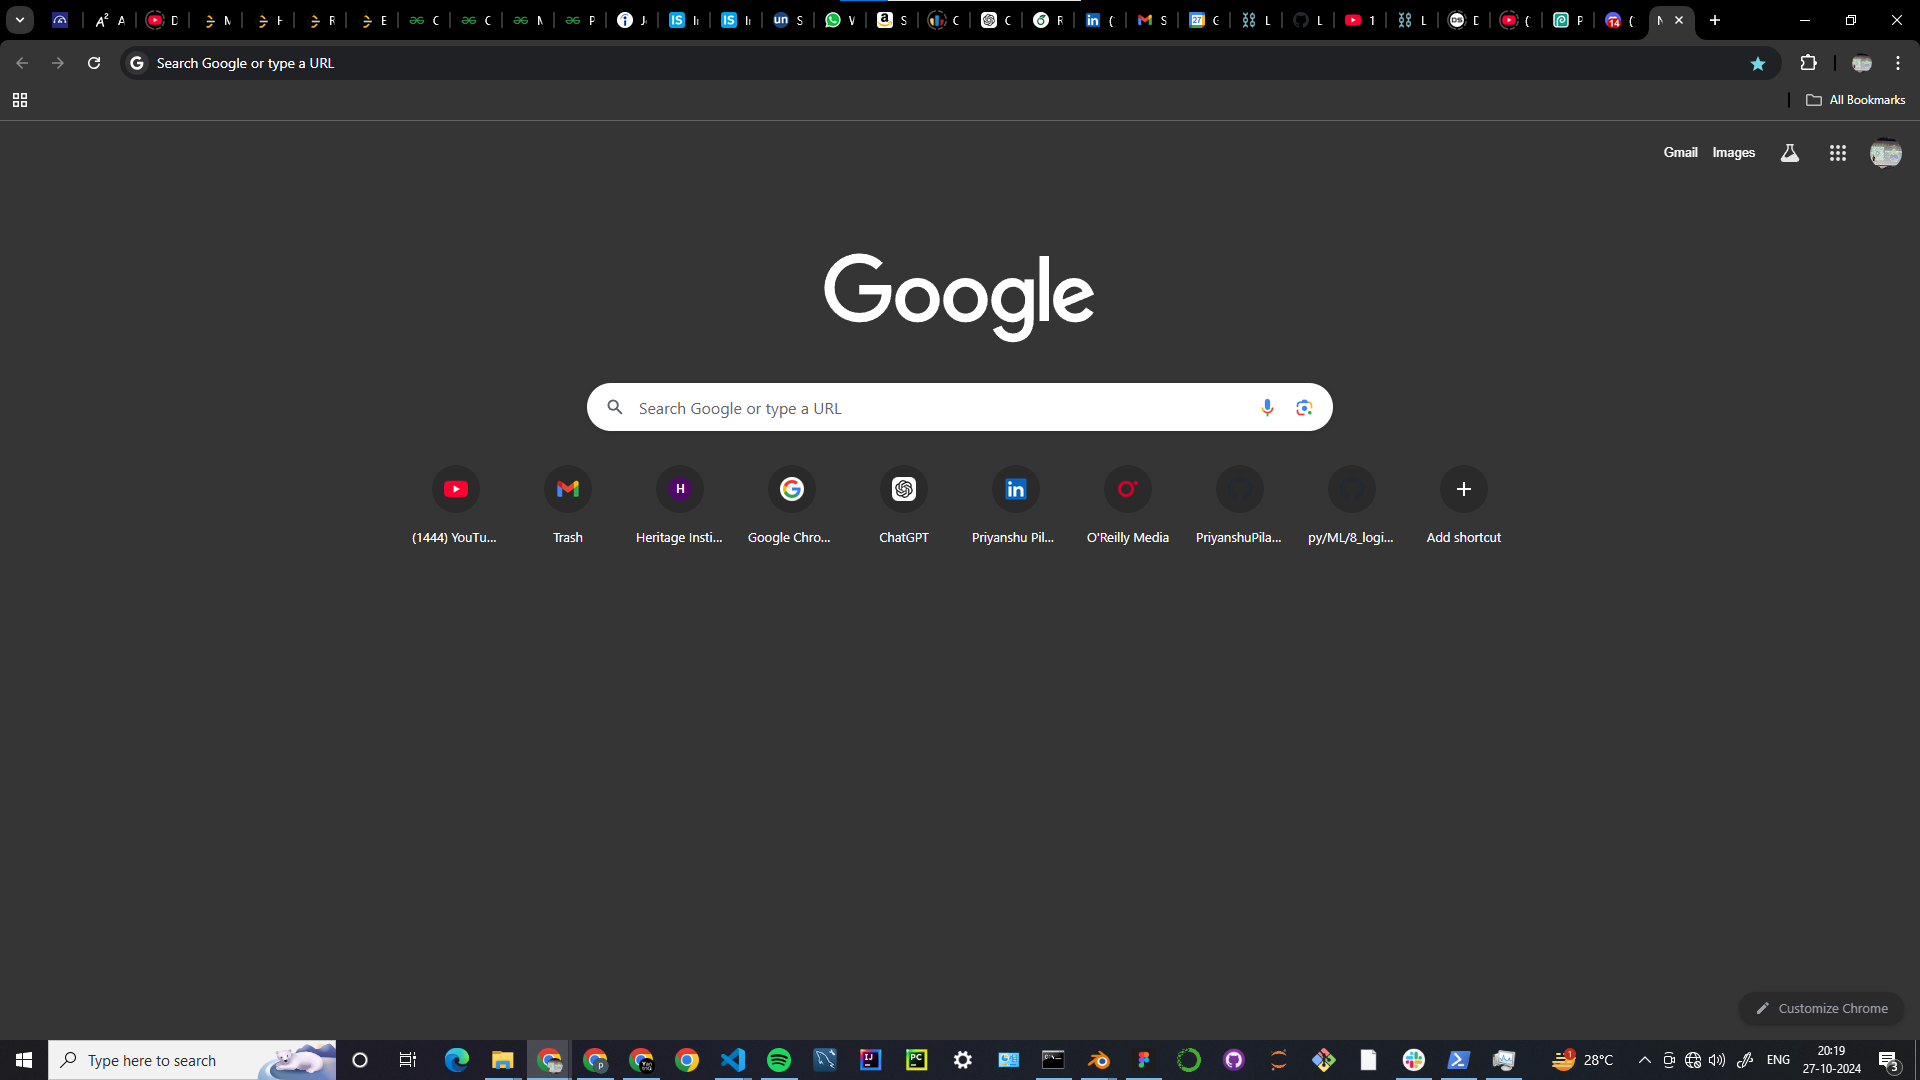 Search Google or type a URL
All Bookmarks
Gmail Images
Google
Search Google or type a URL
(1444) YouTu...
Trash
Heritage Insti...
Google Chro...
ChatGPT
Priyanshu Pil...
O'Reilly Media
PriyanshuPila...
py/ML/8_logi...
Add shortcut
Customize Chrome
Type here to search
28°C
ENG
20:19
27-10-2024
3